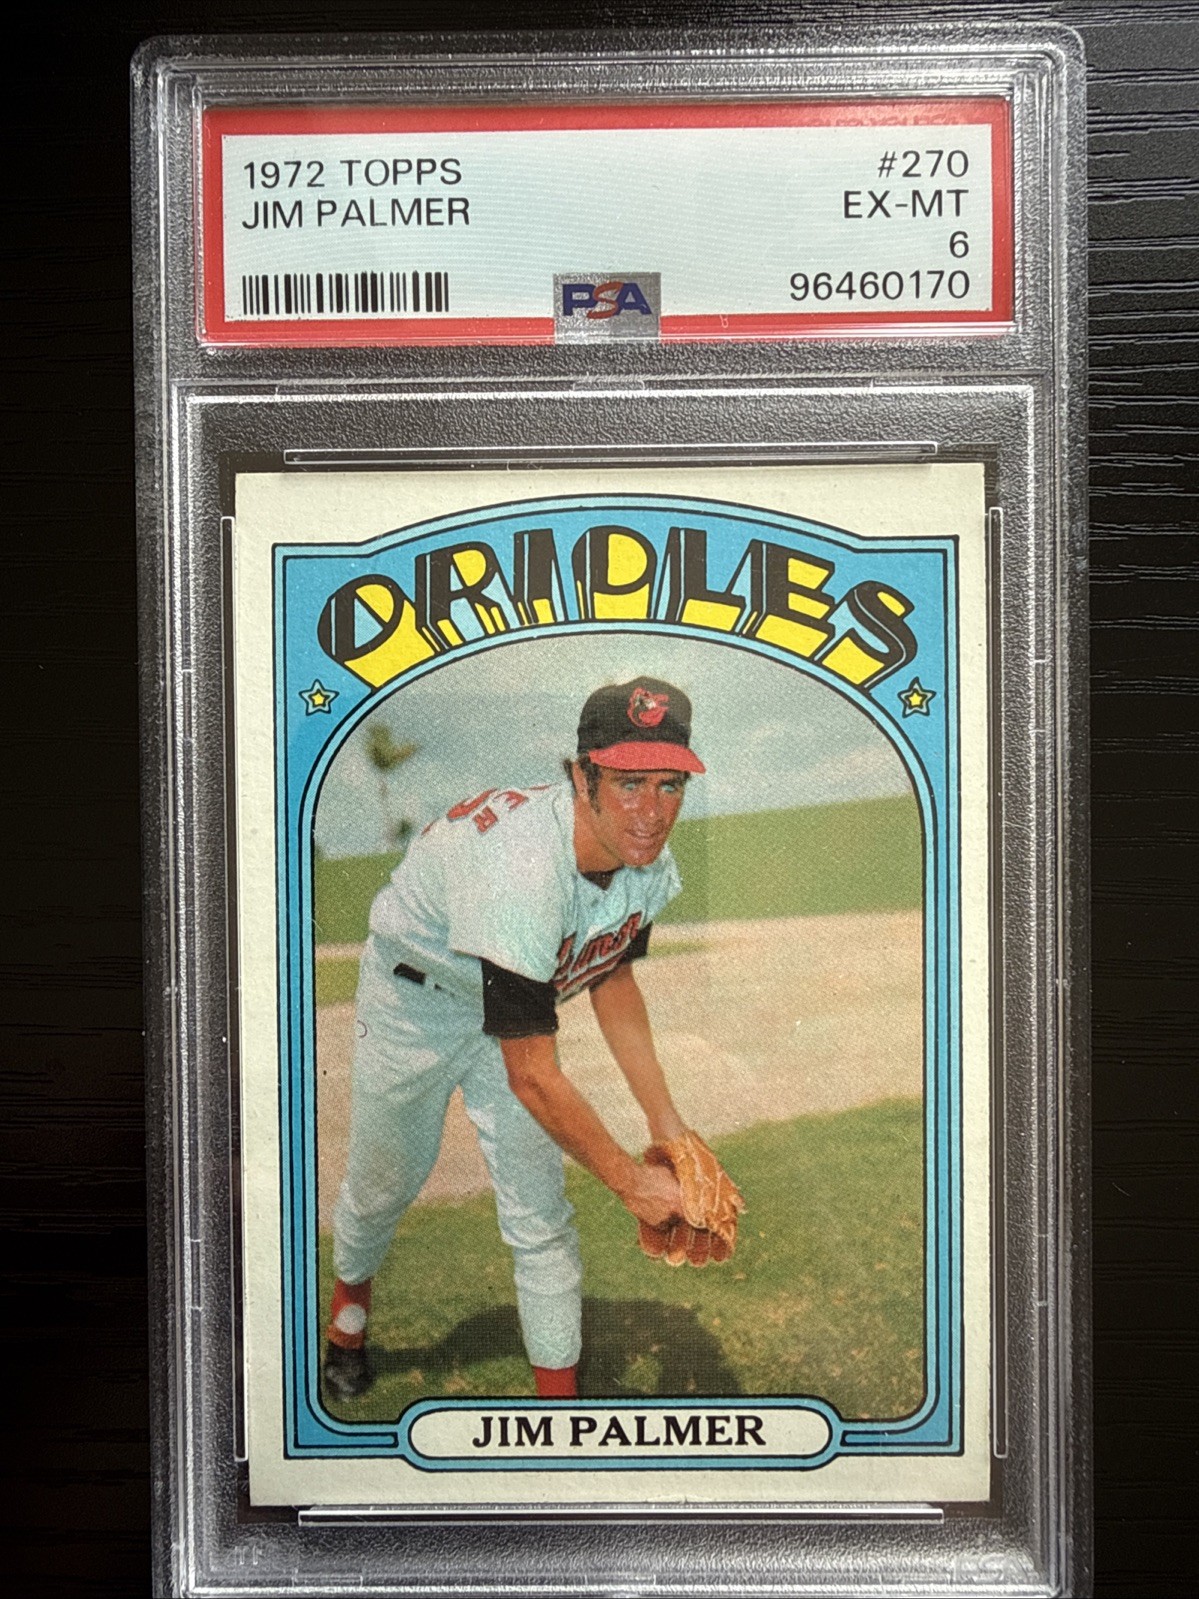 1972 TOPPS
#270
JIM PALMER
EX-MT
6
PSA
96460170
ORIOLES
JIM PALMER